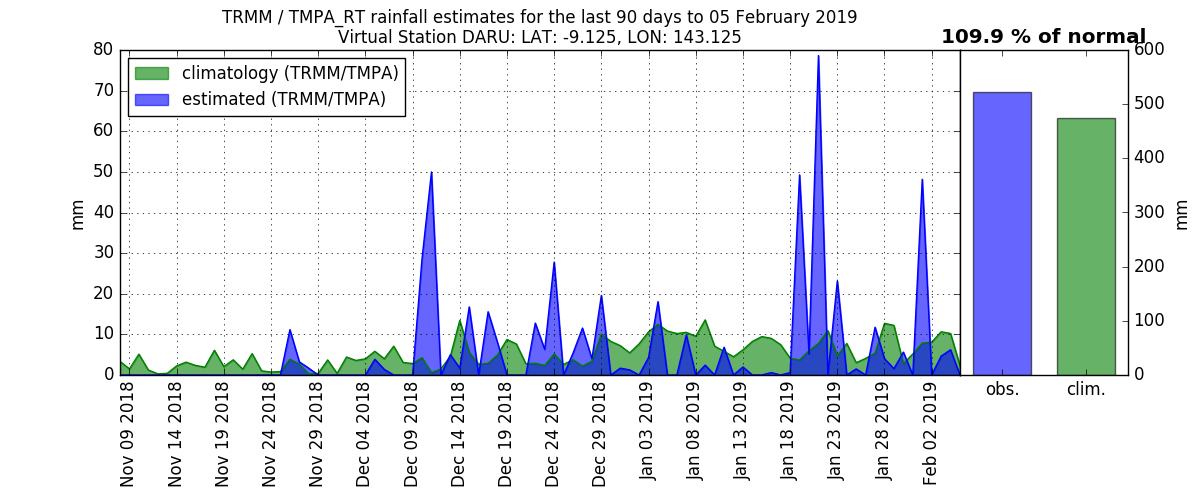 TRMM / TMPA_RT rainfall estimates for the last 90 days to 05 February 2019
Virtual Station DARU: LAT: -9.125, LON: 143.125
109.9 % of normal
climatology (TRMM/TMPA)
estimated (TRMM/TMPA)
mm
80
70
60
50
40
30
20
10
0
Nov 09 2018
Nov 14 2018
Nov 19 2018
Nov 24 2018
Nov 29 2018
Dec 04 2018
Dec 09 2018
Dec 14 2018
Dec 19 2018
Dec 24 2018
Dec 29 2018
Jan 03 2019
Jan 08 2019
Jan 13 2019
Jan 18 2019
Jan 23 2019
Jan 28 2019
Feb 02 2019
obs.
clim.
600
500
400
300
200
100
0
mm